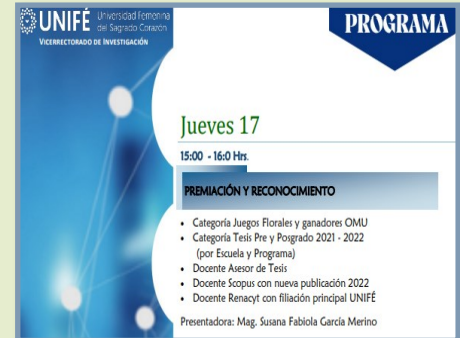 UNIFÉ Universidad Femenina
del Sagrado Corazón
VICERRECTORADO DE INVESTIGACIÓN
PROGRAMA
Jueves 17
15:00 - 16:0 Hrs.
PREMIACIÓN Y RECONOCIMIENTO
• Categoría Juegos Florales y ganadores OMU
• Categoría Tesis Pre y Posgrado 2021 - 2022
(por Escuela y Programa)
• Docente Asesor de Tesis
• Docente Scopus con nueva publicación 2022
• Docente Renacyt con filiación principal UNIFÉ
Presentadora: Mag. Susana Fabiola García Merino